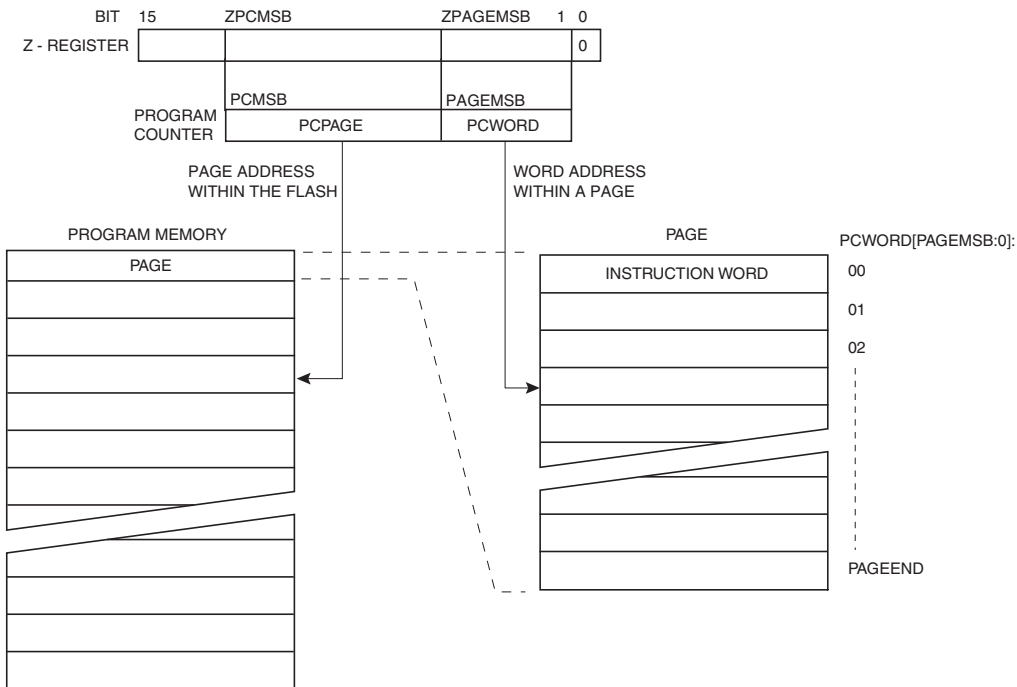 BIT 15 ZPCMSB ZPAGEMSB 1 0
Z - REGISTER 0
PCMSB PAGEMSB
PROGRAM
COUNTER
PCPAGE PCWORD
PAGE ADDRESS
WITHIN THE FLASH
WORD ADDRESS
WITHIN A PAGE
PROGRAM MEMORY
PAGE
PAGE
PCWORD[PAGEMSB:0]:
INSTRUCTION WORD
00
01
02
PAGEEND